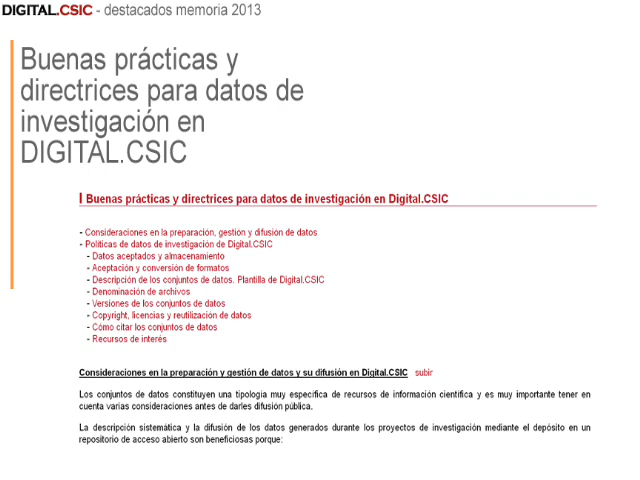 DIGITAL.CSIC - destacados memoria 2013
Buenas prácticas y
directrices para datos de
investigación en
DIGITAL.CSIC
Buenas prácticas y directrices para datos de investigación en Digital.CSIC
- Consideraciones en la preparación, gestión y difusión de datos
- Políticas de datos de investigación de Digital.CSIC
- Datos aceptados y almacenamiento
- Aceptación y conversión de formatos
- Descripción de los conjuntos de datos. Plantilla de Digital.CSIC
- Denominación de archivos
- Versiones de los conjuntos de datos
- Copyright, licencias y reutilización de datos
- Cómo citar los conjuntos de datos
- Recursos de interés
Consideraciones en la preparación y gestión de datos y su difusión en Digital.CSIC subir
Los conjuntos de datos constituyen una tipología muy específica de recursos de información científica y es muy importante tener en
cuenta varias consideraciones antes de darles difusión pública.
La descripción sistemática y la difusión de los datos generados durante los proyectos de investigación mediante el depósito en un
repositorio de acceso abierto son beneficiosas porque: